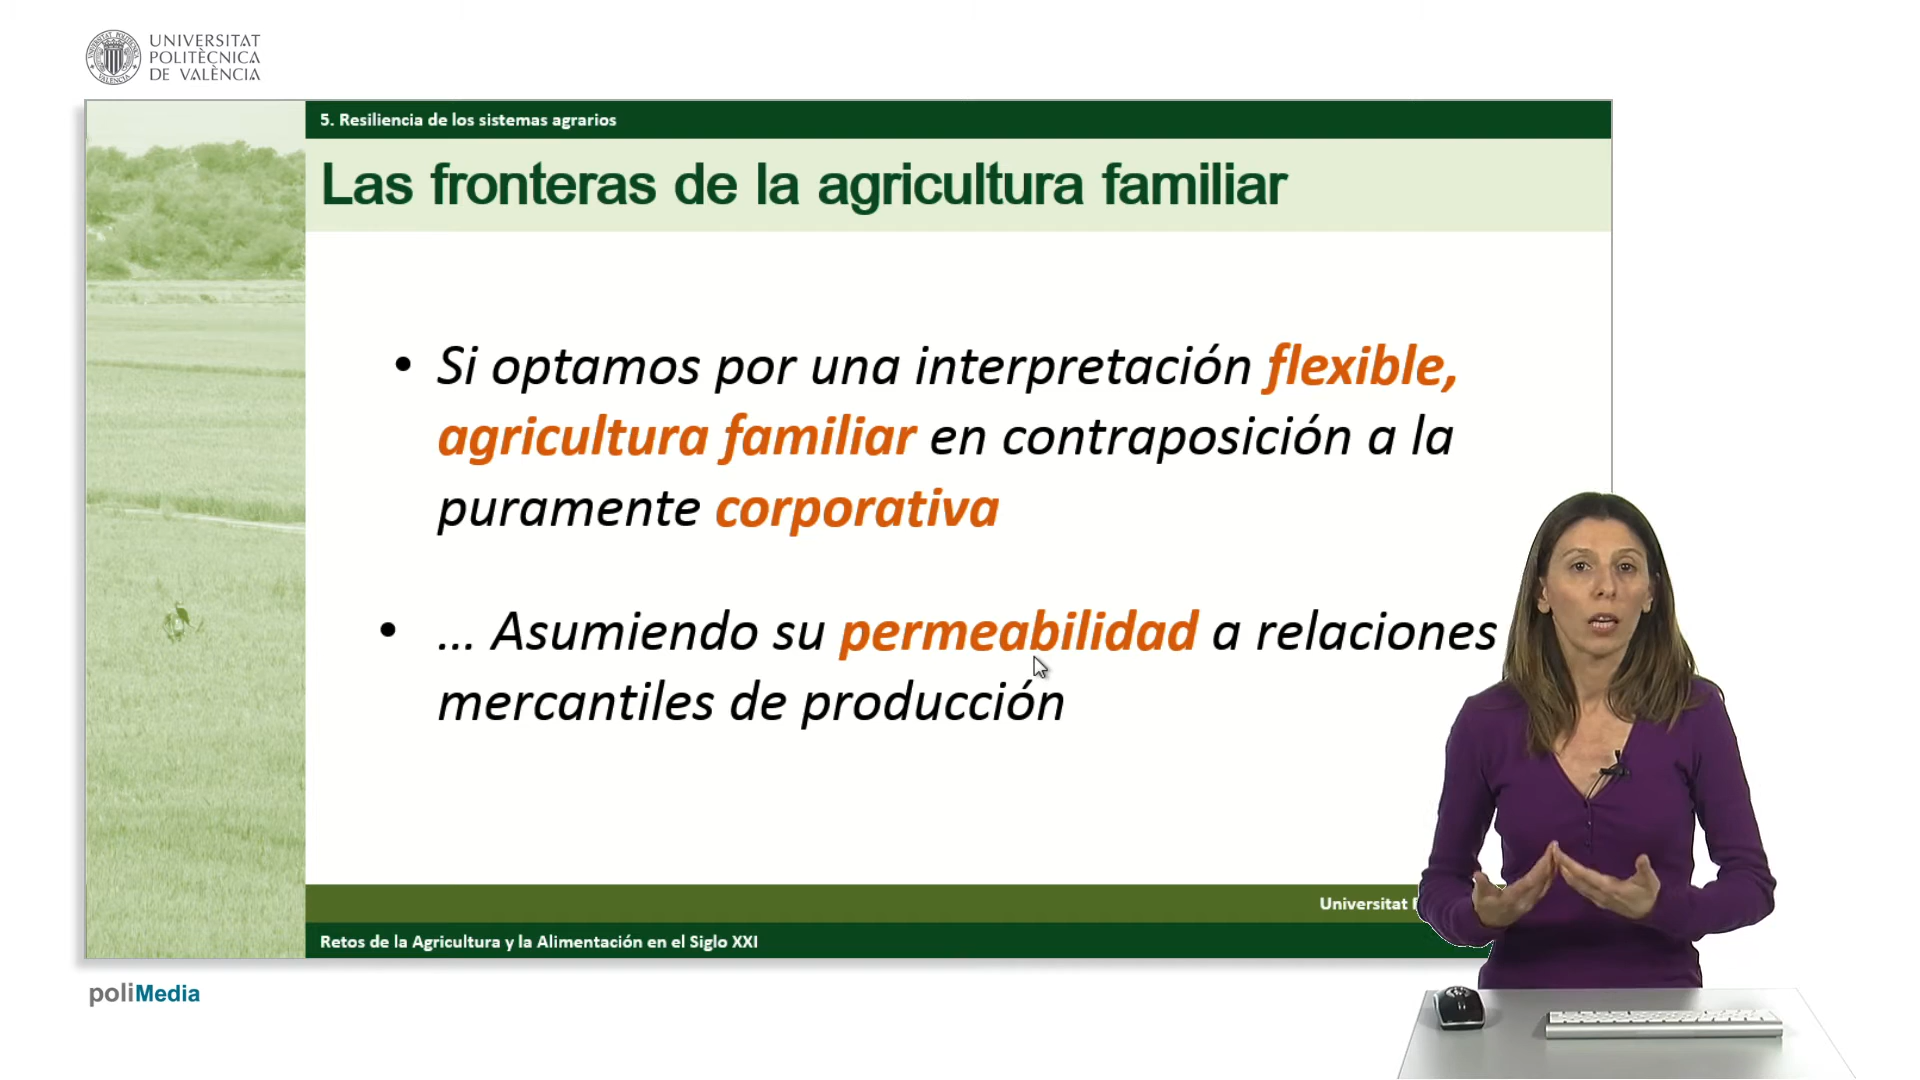 UNIVERSITAT
POLITÈCNICA
DE VALÈNCIA
5. Resiliencia de los sistemas agrarios
Las fronteras de la agricultura familiar
• Si optamos por una interpretación flexible,
agricultura familiar en contraposición a la
puramente corporativa
• ... Asumiendo su permeabilidad a relaciones
mercantiles de producción
Universitat
Retos de la Agricultura y la Alimentación en el Siglo XXI
poliMedia